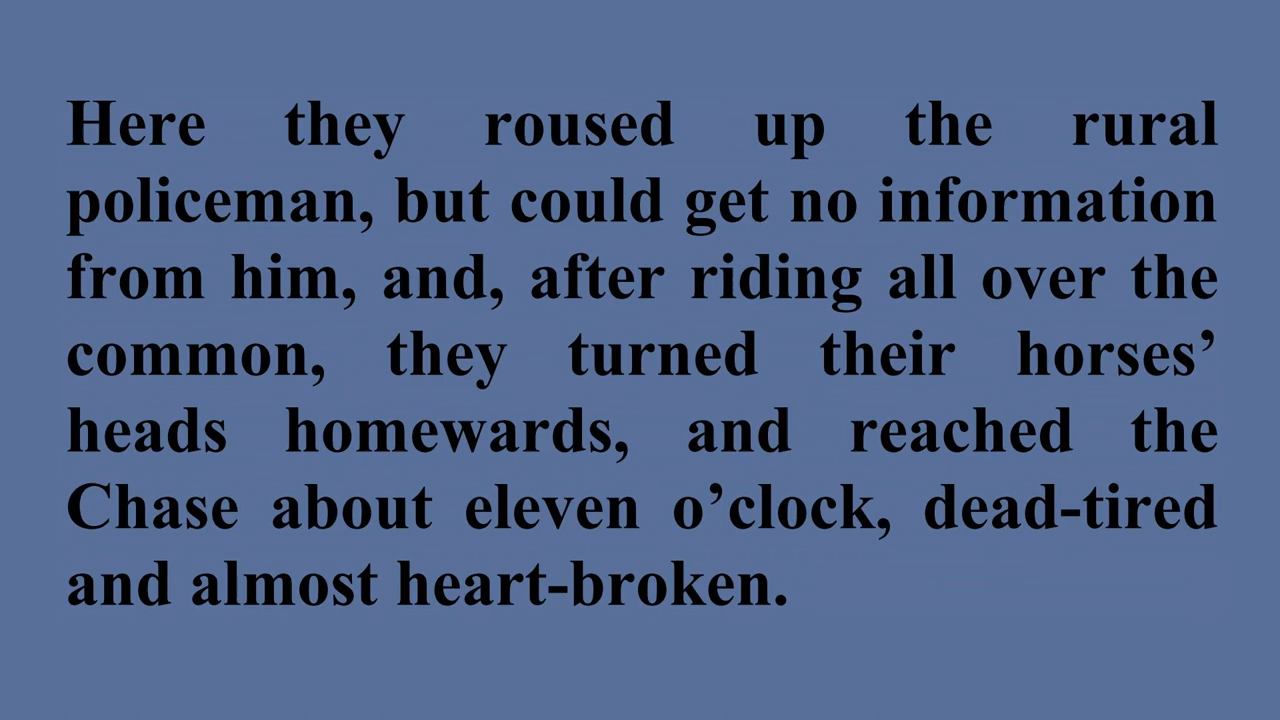 Here they roused up the rural
policeman, but could get no information
from him, and, after riding all over the
common, they turned their horses’
heads homewards, and reached the
Chase about eleven o’clock, dead-tired
and almost heart-broken.